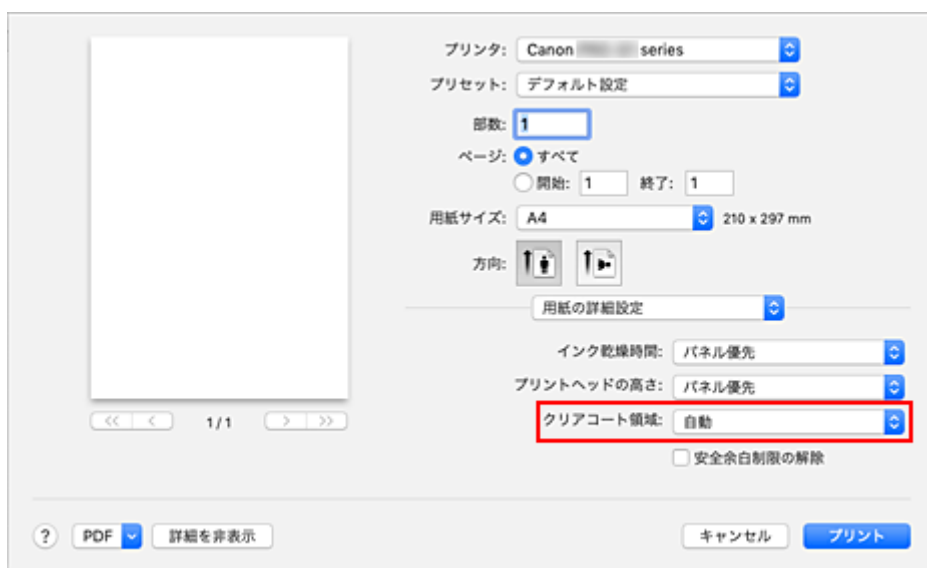 プリンタ: Canon series
プリセット: デフォルト設定
部数: 1
ページ: すべて
開始: 1 終了: 1
用紙サイズ: A4 210 x 297 mm
方向:
用紙の詳細設定
インク乾燥時間: パネル優先
プリントヘッドの高さ: パネル優先
<< < 1/1 > >>
クリアコート領域: 自動
安全余白制限の解除
? PDF 詳細を非表示 キャンセル プリント